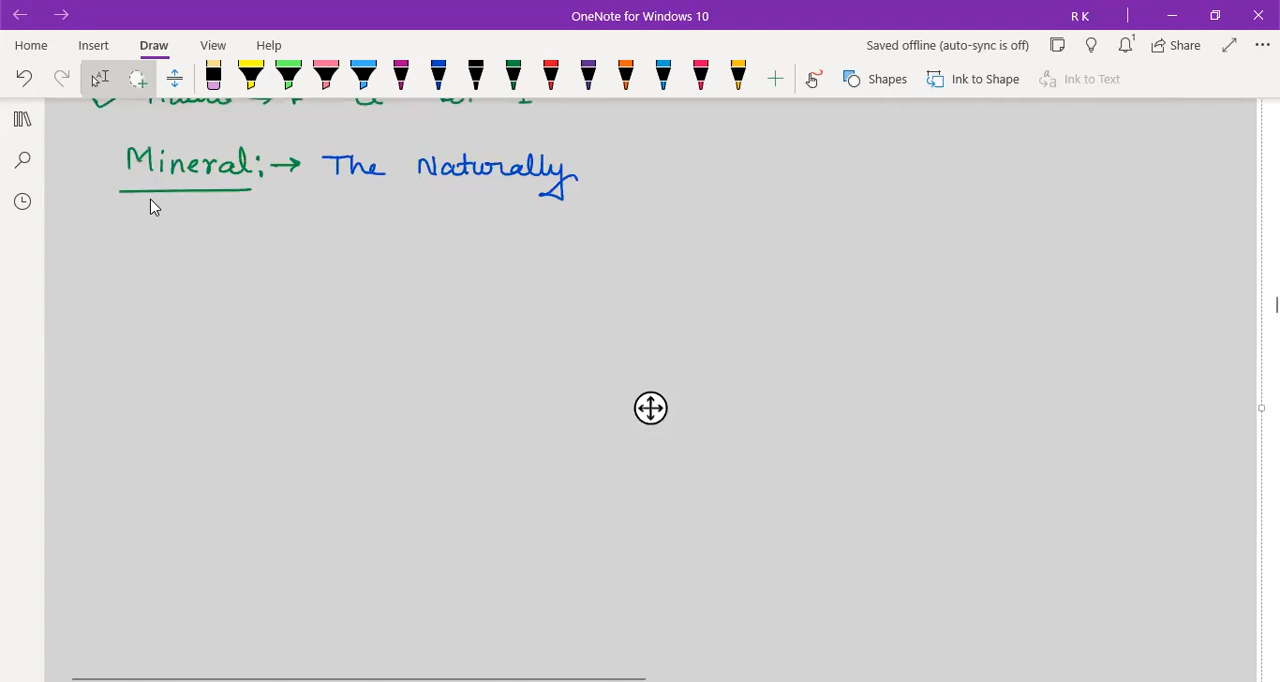 OneNote for Windows 10
R K
Home Insert Draw View Help
Saved offline (auto-sync is off) 1 Share
Shapes Ink to Shape Ink to Text
Mineral:→ The Naturally